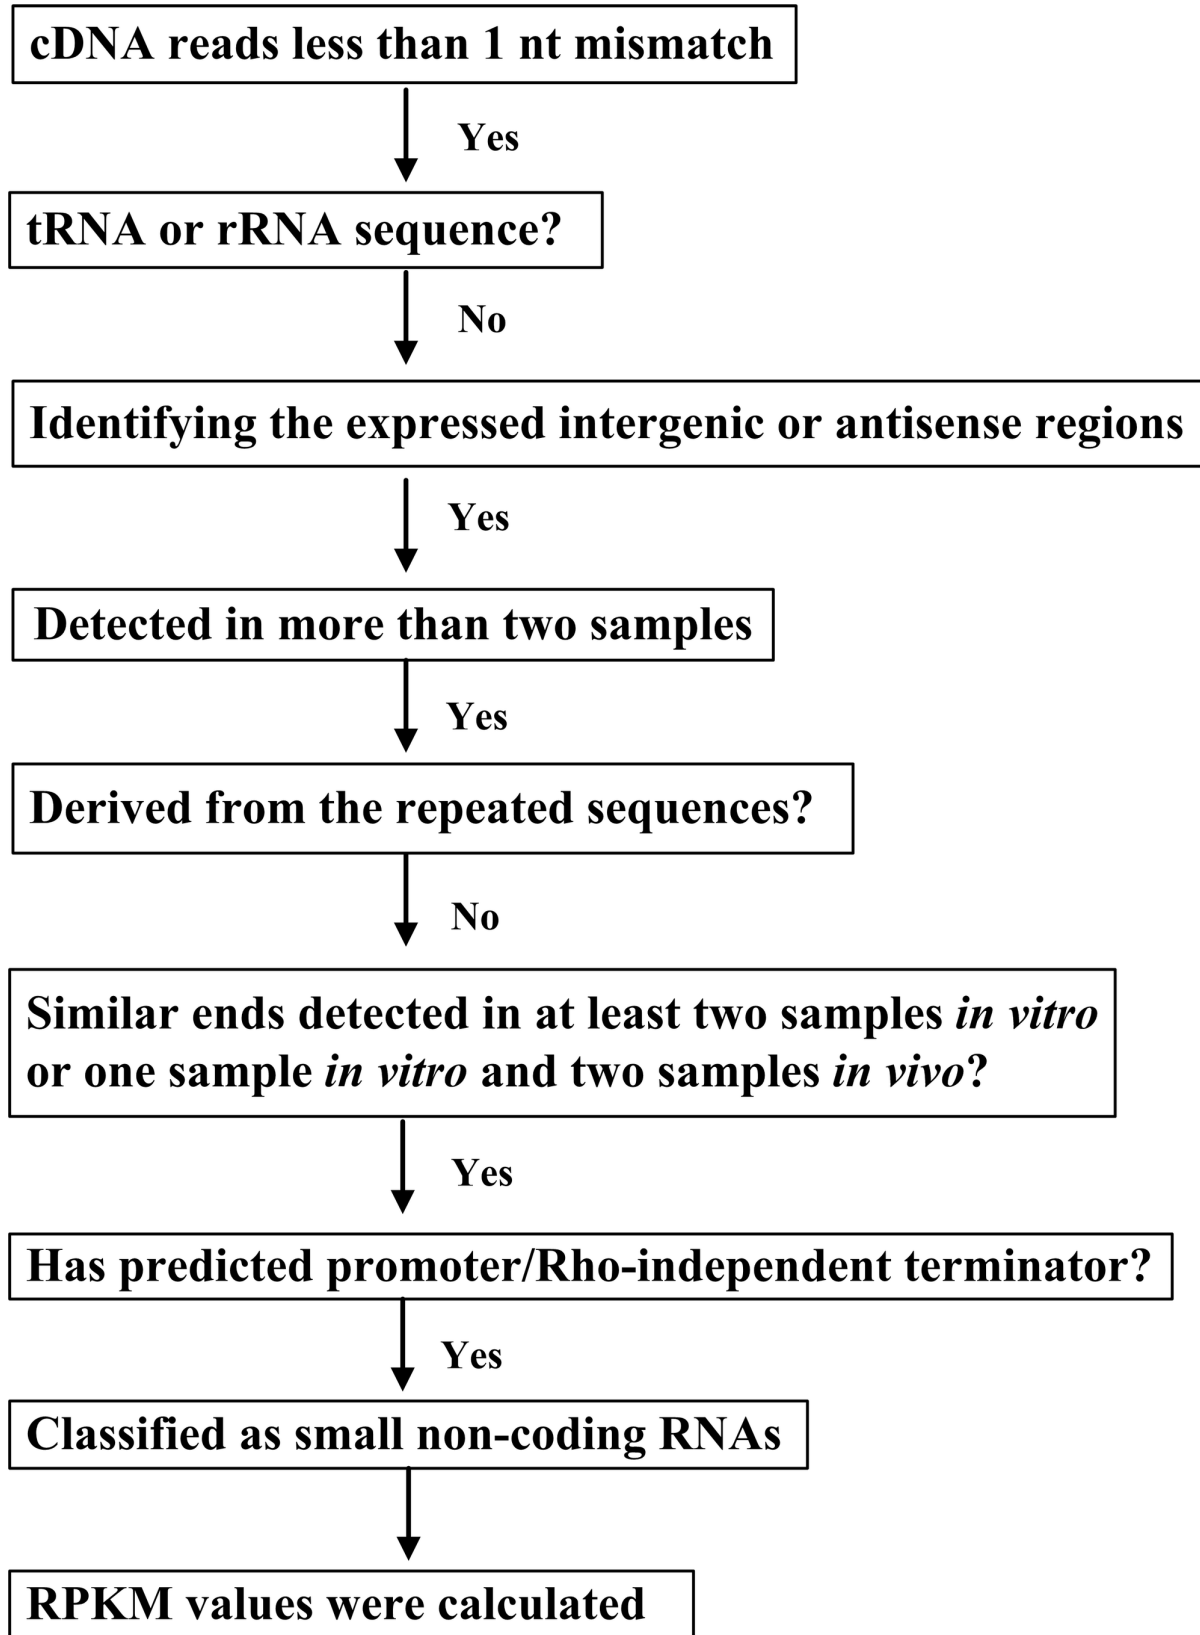 cDNA reads less than 1 nt mismatch
Yes
tRNA or rRNA sequence?
No
Identifying the expressed intergenic or antisense regions
Yes
Detected in more than two samples
Yes
Derived from the repeated sequences?
No
Similar ends detected in at least two samples in vitro
or one sample in vitro and two samples in vivo?
Yes
Has predicted promoter/Rho-independent terminator?
Yes
Classified as small non-coding RNAs
RPKM values were calculated